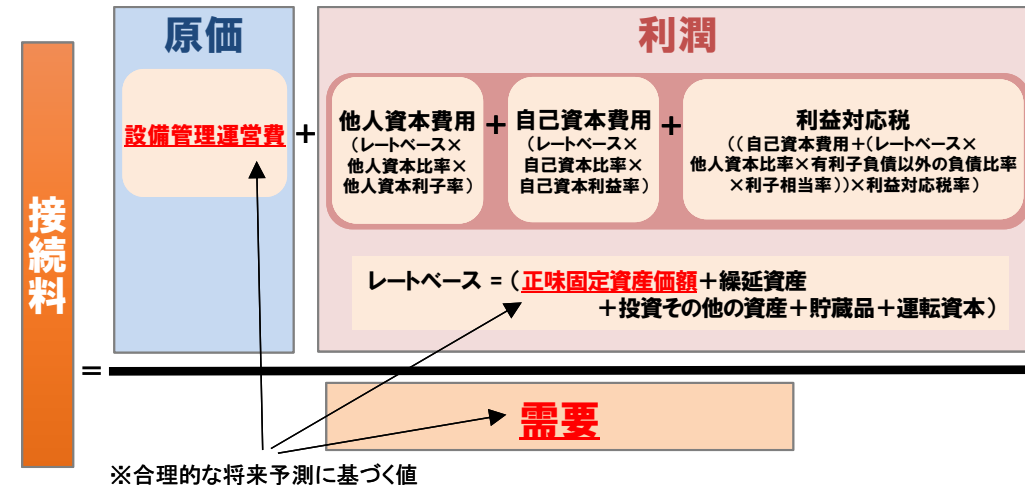 接続料
=
原価
設備管理運営費
+
利潤
他人資本費用
(レートベース×
他人資本比率×
他人資本利子率)
+
自己資本費用
(レートベース×
自己資本比率×
自己資本利益率)
+
利益対応税
((自己資本費用+(レートベース×
他人資本比率×有利子負債以外の負債比率
×利子相当率))×利益対応税率)
レートベース =(正味固定資産価額+繰延資産
+投資その他の資産+貯蔵品+運転資本)
需要
※合理的な将来予測に基づく値